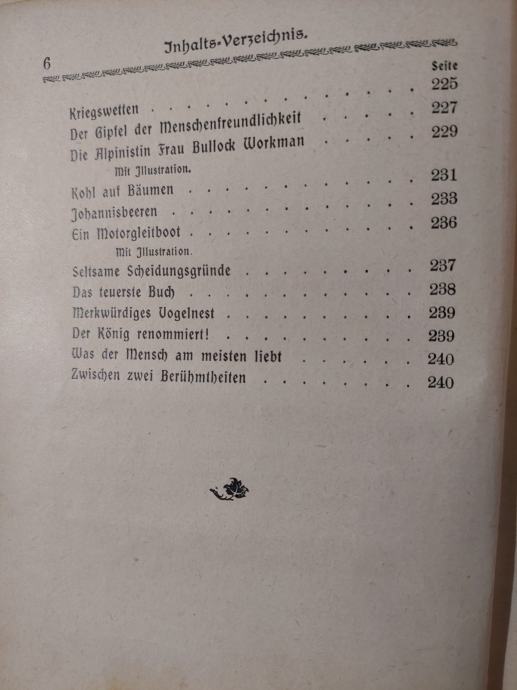 6
Inhalts-Verzeichnis.
Seite
Kriegswetten . . . . . . . . . . . . . . 225
Der Gipfel der Menschenfreundlichkeit . . . . . 227
Die Alpinistin Frau Bullock Workman . . . . . 229
Mit Illustration.
Kohl auf Bäumen . . . . . . . . . . . . 231
Johannisbeeren . . . . . . . . . . . . . 233
Ein Motorgleitboot . . . . . . . . . . . . 236
Mit Illustration.
Seltsame Scheidungsgründe . . . . . . . . . 237
Das teuerste Buch . . . . . . . . . . . . 238
Merkwürdiges Vogelnest . . . . . . . . . . 239
Der König renommiert! . . . . . . . . . . 239
Was der Mensch am meisten liebt . . . . . . 240
Zwischen zwei Berühmtheiten . . . . . . . . 240